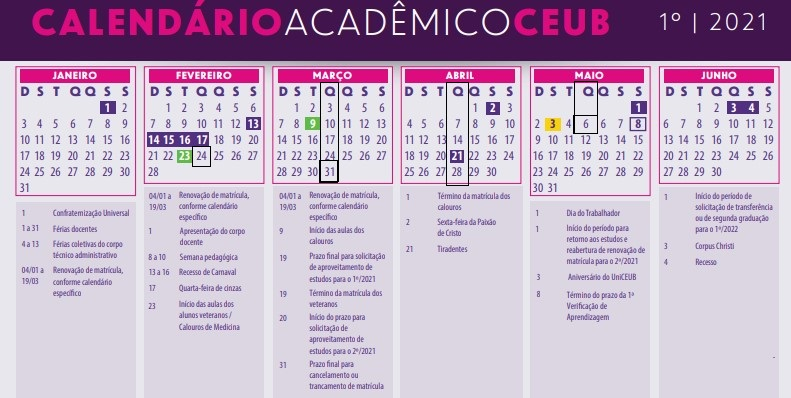 CALENDÁRIOACADÊMICOCEUB 1º | 2021
JANEIRO
D S T Q Q S S
1 2
3 4 5 6 7 8 9
10 11 12 13 14 15 16
17 18 19 20 21 22 23
24 25 26 27 28 29 30
31
1 Confratermização Universal
1 a 31 Férias docentes
4 a 13 Férias coletivas do corpo
técnico administrativo
04/01 a Renovação de matrícula,
19/03 conforme calendário
específico
FEVEREIRO
D S T Q Q S S
1 2 3 4 5 6
7 8 9 10 11 12 13
14 15 16 17 18 19 20
21 22 23 24 25 26 27
28
04/01 a Renovação de matrícula,
19/03 conforme calendário
específico
1 Apresentação do corpo
docente
8 a 10 Semana pedagógica
13 a 16 Recesso de Carnaval
17 Quarta-feira de cinzas
23 Início das aulas dos
alunos veteranos /
Calouros de Medicina
MARÇO
D S T Q Q S S
1 2 3 4 5 6
7 8 9 10 11 12 13
14 15 16 17 18 19 20
21 22 23 24 25 26 27
28 29 30 31
04/01 a Renovação de matrícula,
19/03 conforme calendário
específico
9 Início das aulas dos
calouros
19 Prazo final para solicitação
de aproveitamento de
estudos para o 1º/2021
19 Término da matrícula dos
veteranos
20 Início do prazo para
solicitação de
aproveitamento de
estudos para o 2º/2021
31 Prazo final para
cancelamento ou
trancamento de matrícula
ABRIL
D S T Q Q S S
1 2 3
4 5 6 7 8 9 10
11 12 13 14 15 16 17
18 19 20 21 22 23 24
25 26 27 28 29 30
1 Término da matrícula dos
calouros
2 Sexta-feira da Paixão
de Cristo
21 Tiradentes
MAIO
D S T Q Q S S
1
2 3 4 5 6 7 8
9 10 11 12 13 14 15
16 17 18 19 20 21 22
23 24 25 26 27 28 29
30 31
1 Dia do Trabalhador
1 Início do período para
retorno aos estudos e
reabertura de renovação de
matrícula para o 2º/2021
3 Aniversário do UniCEUB
8 Término do prazo da 1ª
Verificação de
Aprendizagem
JUNHO
D S T Q Q S S
1 2 3 4 5
6 7 8 9 10 11 12
13 14 15 16 17 18 19
20 21 22 23 24 25 26
27 28 29 30
1 Início do período de
solicitação de transferência
ou de segunda graduação
para o 1º/2022
3 Corpus Christi
4 Recesso